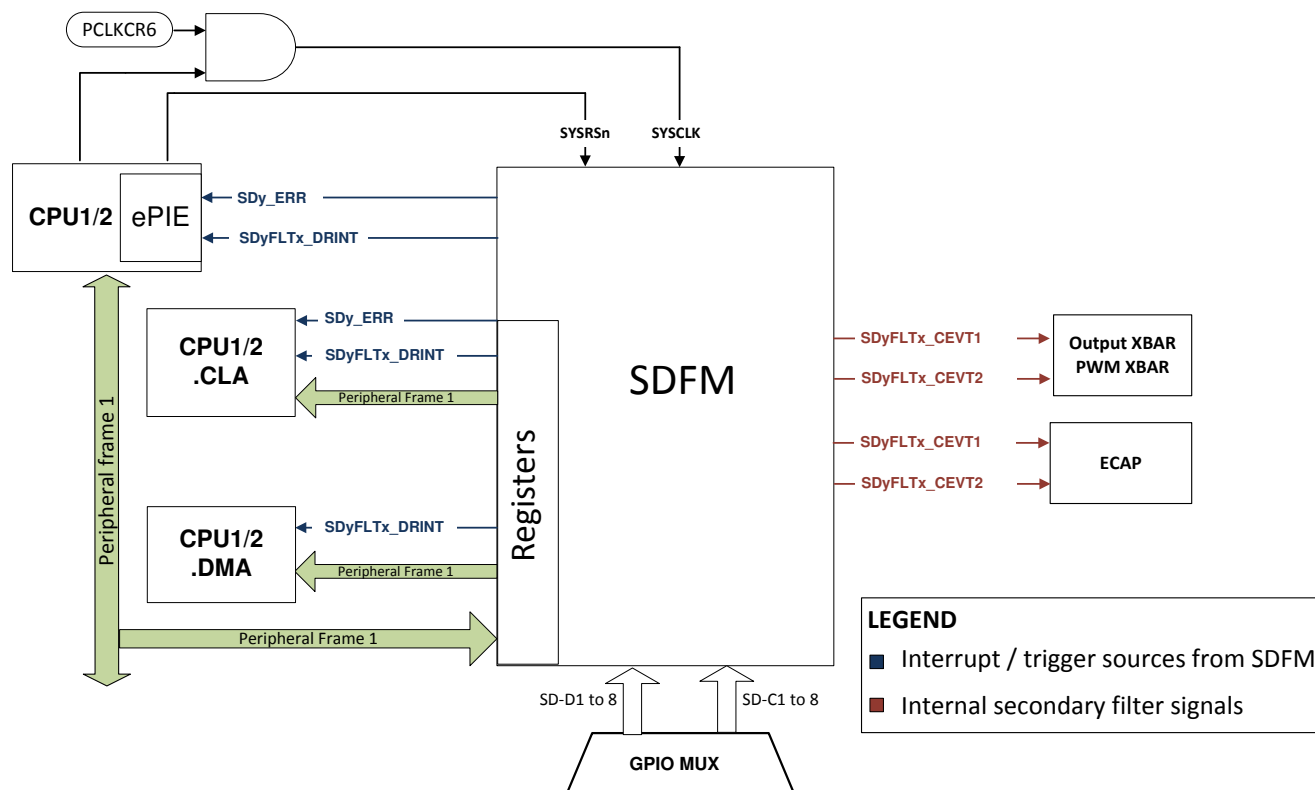 PCLKCR6
SYSRSn
SYSCLK
CPU1/2
ePIE
SDy_ERR
SDyFLTx_DRINT
CPU1/2
.CLA
SDy_ERR
SDyFLTx_DRINT
Peripheral Frame 1
SDFM
Registers
SDyFLTx_CEVT1
SDyFLTx_CEVT2
Output XBAR
PWM XBAR
SDyFLTx_CEVT1
SDyFLTx_CEVT2
ECAP
Peripheral frame 1
CPU1/2
.DMA
SDyFLTx_DRINT
Peripheral Frame 1
Peripheral Frame 1
LEGEND
Interrupt / trigger sources from SDFM
Internal secondary filter signals
SD-D1 to 8
SD-C1 to 8
GPIO MUX